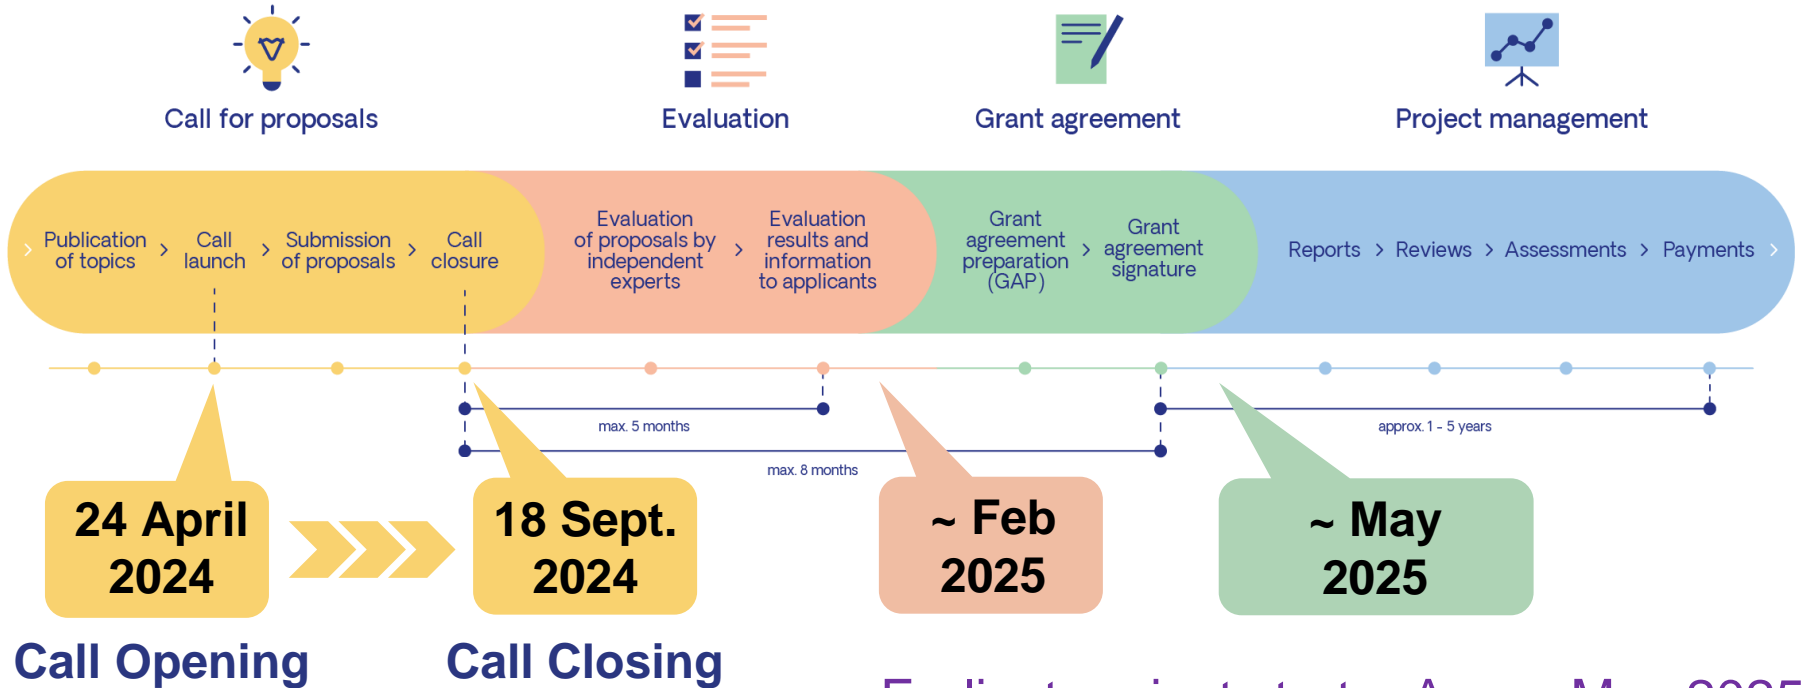 Call for proposals
Evaluation
Grant agreement
Project management
Publication
of topics
Call
launch
Submission
of proposals
Call
closure
Evaluation
of proposals by
independent
experts
Evaluation
results and
information
to applicants
Grant
agreement
preparation
(GAP)
Grant
agreement
signature
Reports
Reviews
Assessments
Payments
max. 5 months
approx. 1 - 5 years
max. 8 months
24 April
2024
18 Sept.
2024
~ Feb
2025
~ May
2025
Call Opening
Call Closing